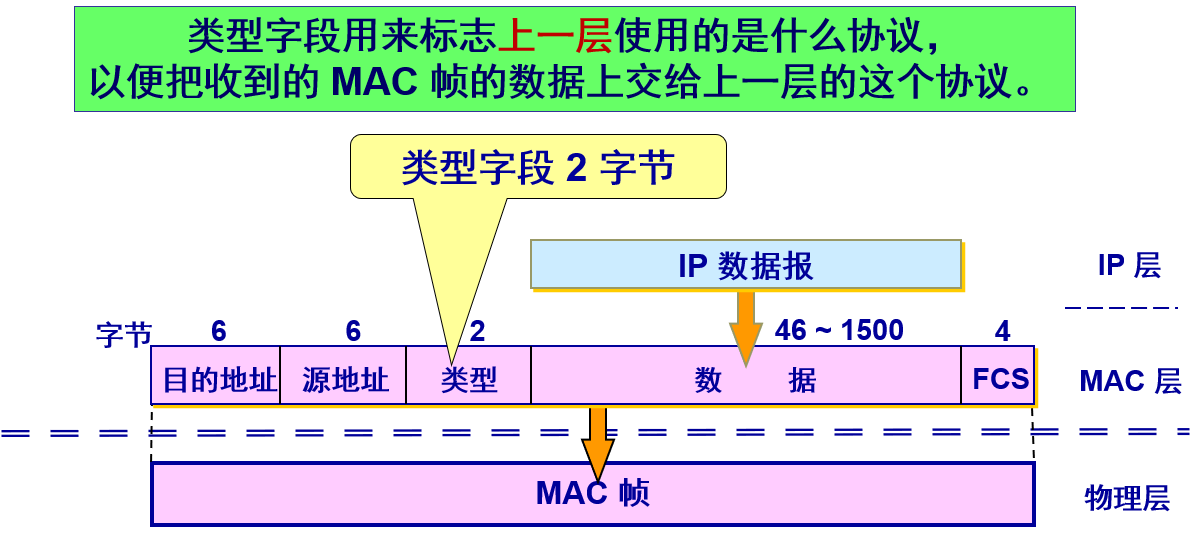 类型字段用来标志上一层使用的是什么协议，
以便把收到的 MAC 帧的数据上交给上一层的这个协议。
类型字段 2 字节
IP 数据报
IP 层
字节 6 6 2 46 ~ 1500 4
目的地址 源地址 类型 数 据 FCS
MAC 层
MAC 帧
物理层